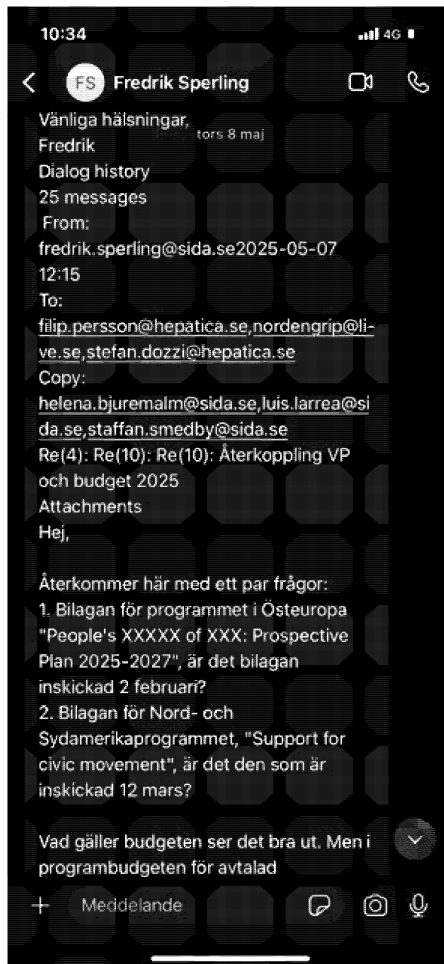 10:34
4G
FS Fredrik Sperling
Vänliga hälsningar,
tors 8 maj
Fredrik
Dialog history
25 messages
From:
fredrik.sperling@sida.se2025-05-07
12:15
To:
filip.persson@hepatica.se,nordengrip@li-
ve.se,stefan.dozzi@hepatica.se
Copy:
helena.bjuremalm@sida.se,luis.larrea@si
da.se,staffan.smedby@sida.se
Re(4): Re(10): Re(10): Återkoppling VP
och budget 2025
Attachments
Hej,
Återkommer här med ett par frågor:
1. Bilagan för programmet i Östeuropa
"People's XXXXX of XXX: Prospective
Plan 2025-2027", är det bilagan
inskickad 2 februari?
2. Bilagan för Nord- och
Sydamerikaprogrammet, "Support for
civic movement", är det den som är
inskickad 12 mars?
Vad gäller budgeten ser det bra ut. Men i
programbudgeten för avtalad
Meddelande